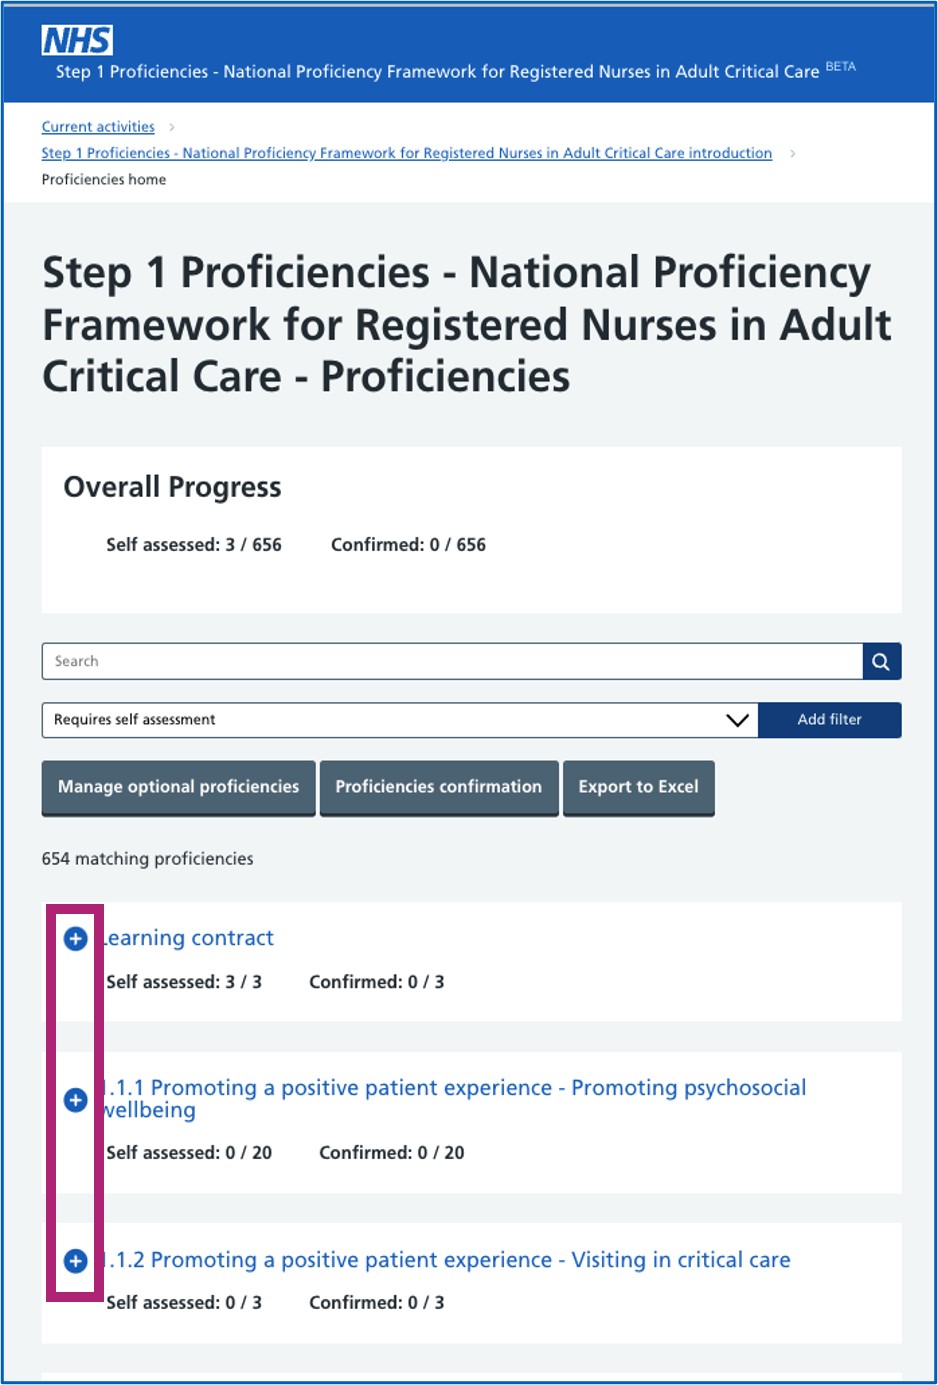 NHS
Step 1 Proficiencies - National Proficiency Framework for Registered Nurses in Adult Critical Care BETA
Current activities
Step 1 Proficiencies - National Proficiency Framework for Registered Nurses in Adult Critical Care introduction
Proficiencies home
Step 1 Proficiencies - National Proficiency
Framework for Registered Nurses in Adult
Critical Care - Proficiencies
Overall Progress
Self assessed: 3 / 656 Confirmed: 0 / 656
Search
Requires self assessment Add filter
Manage optional proficiencies Proficiencies confirmation Export to Excel
654 matching proficiencies
Learning contract
Self assessed: 3 / 3 Confirmed: 0 / 3
1.1.1 Promoting a positive patient experience - Promoting psychosocial
wellbeing
Self assessed: 0 / 20 Confirmed: 0 / 20
1.1.2 Promoting a positive patient experience - Visiting in critical care
Self assessed: 0 / 3 Confirmed: 0 / 3